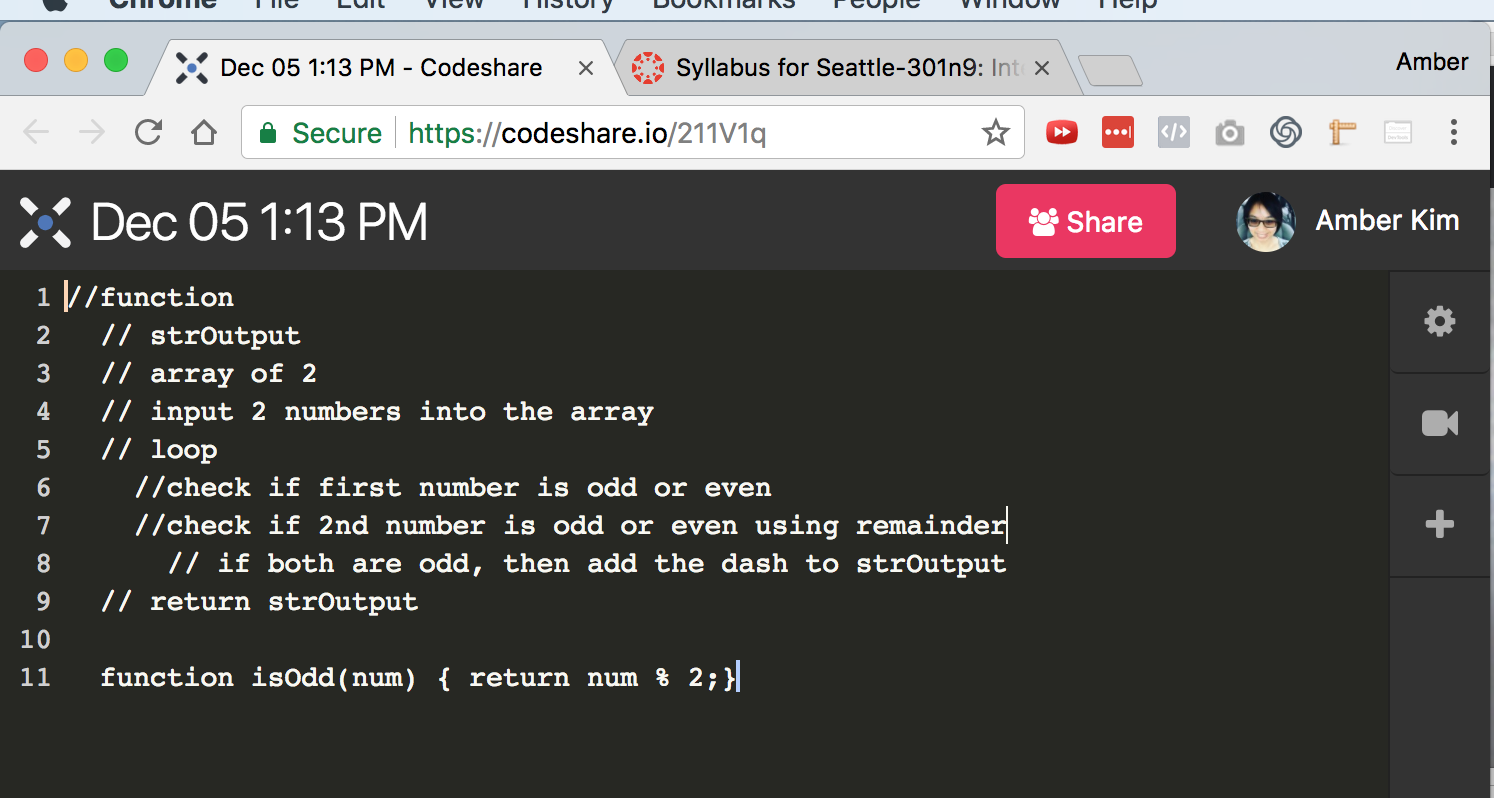 Chrome File Edit View History Bookmarks People Window Help
Dec 05 1:13 PM - Codeshare
Syllabus for Seattle-301n9: Int
Amber
Secure
https://codeshare.io/211V1q
Dec 05 1:13 PM
Share
Amber Kim
1 //function
2 // strOutput
3 // array of 2
4 // input 2 numbers into the array
5 // loop
6 //check if first number is odd or even
7 //check if 2nd number is odd or even using remainder
8 // if both are odd, then add the dash to strOutput
9 // return strOutput
10
11 function isOdd(num) { return num % 2;}